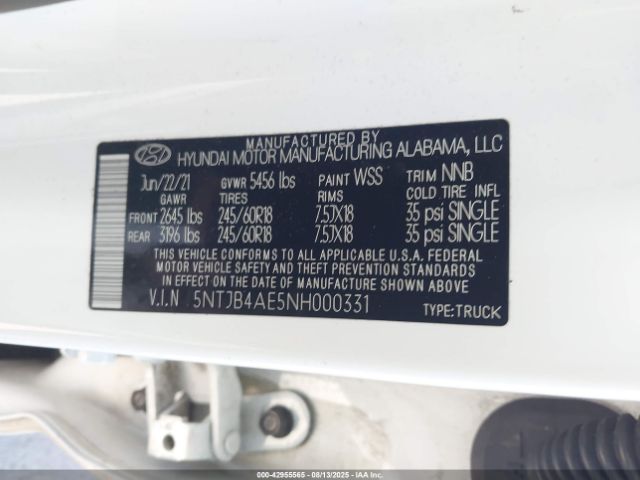 MANUFACTURED BY
HYUNDAI MOTOR MANUFACTURING ALABAMA, LLC
Jun/22/21 GVWR 5456 lbs PAINT WSS TRIM NNB
GAWR TIRES RIMS COLD TIRE INFL
FRONT 2645 lbs 245/60R18 7.5JX18 35 psi SINGLE
REAR 3196 lbs 245/60R18 7.5JX18 35 psi SINGLE
THIS VEHICLE CONFORMS TO ALL APPLICABLE U.S.A. FEDERAL
MOTOR VEHICLE SAFETY AND THEFT PREVENTION STANDARDS
IN EFFECT ON THE DATE OF MANUFACTURE SHOWN ABOVE
V.I.N 5NTJB4AE5NH000331 TYPE:TRUCK
000-42955565 08/13/2025 IAAI.COM